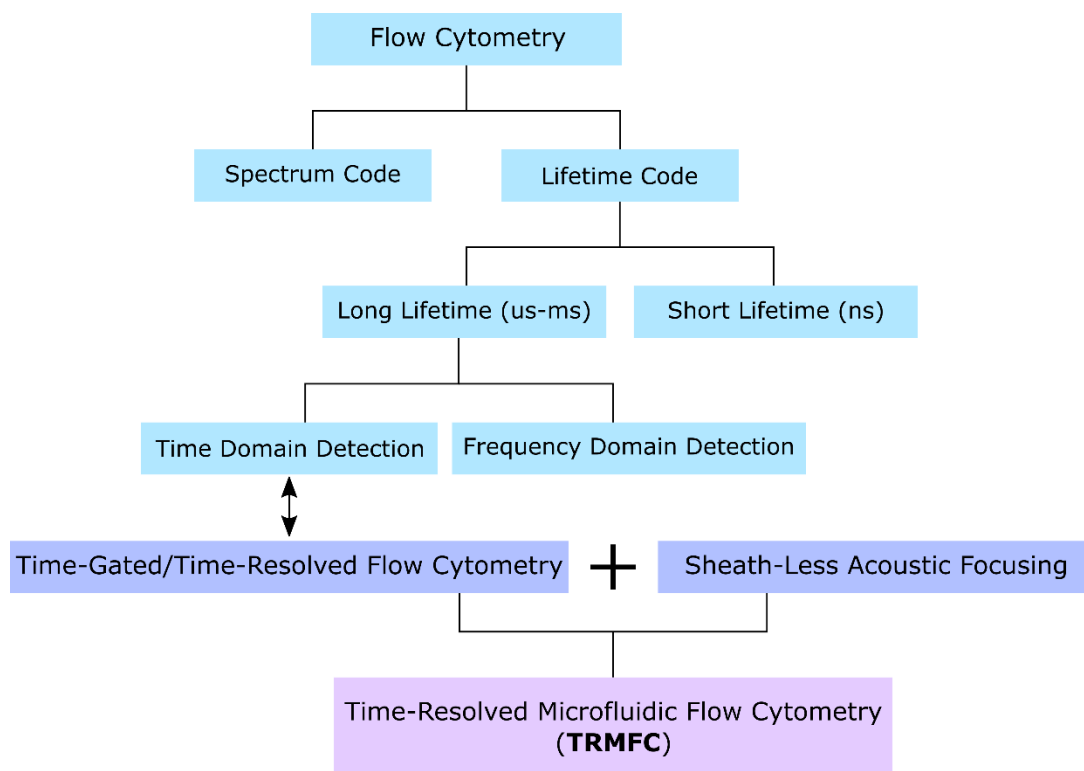 Flow Cytometry
Spectrum Code
Lifetime Code
Long Lifetime (us-ms)
Short Lifetime (ns)
Time Domain Detection
Frequency Domain Detection
Time-Gated/Time-Resolved Flow Cytometry
+
Sheath-Less Acoustic Focusing
Time-Resolved Microfluidic Flow Cytometry
(TRMFC)